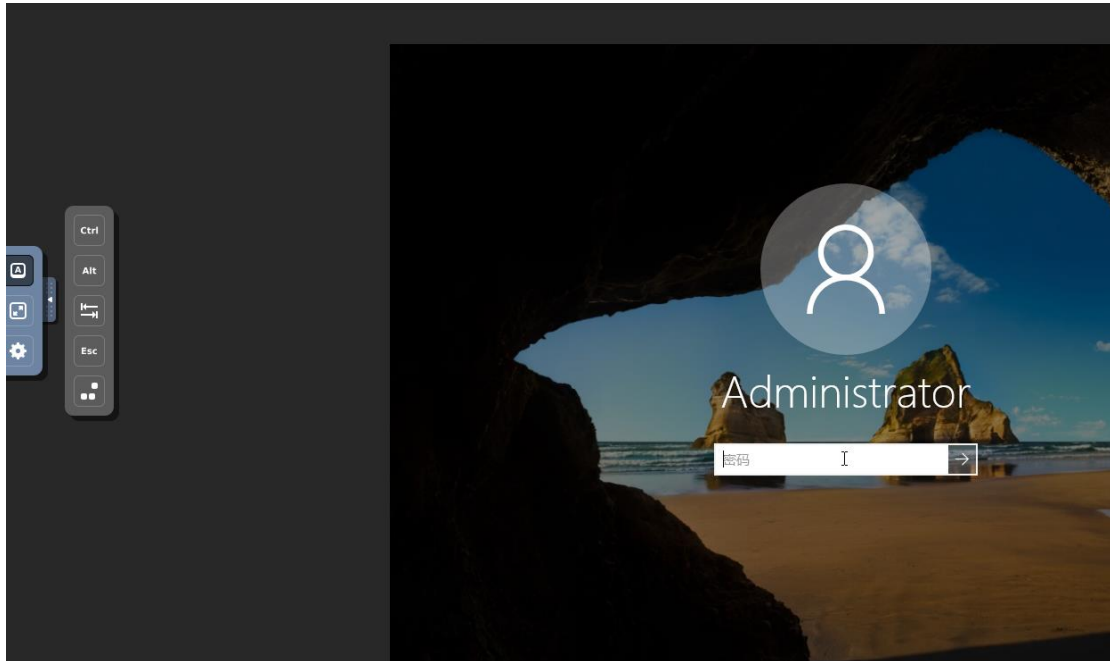 Ctrl
A
Alt
Esc
Administrator
密码